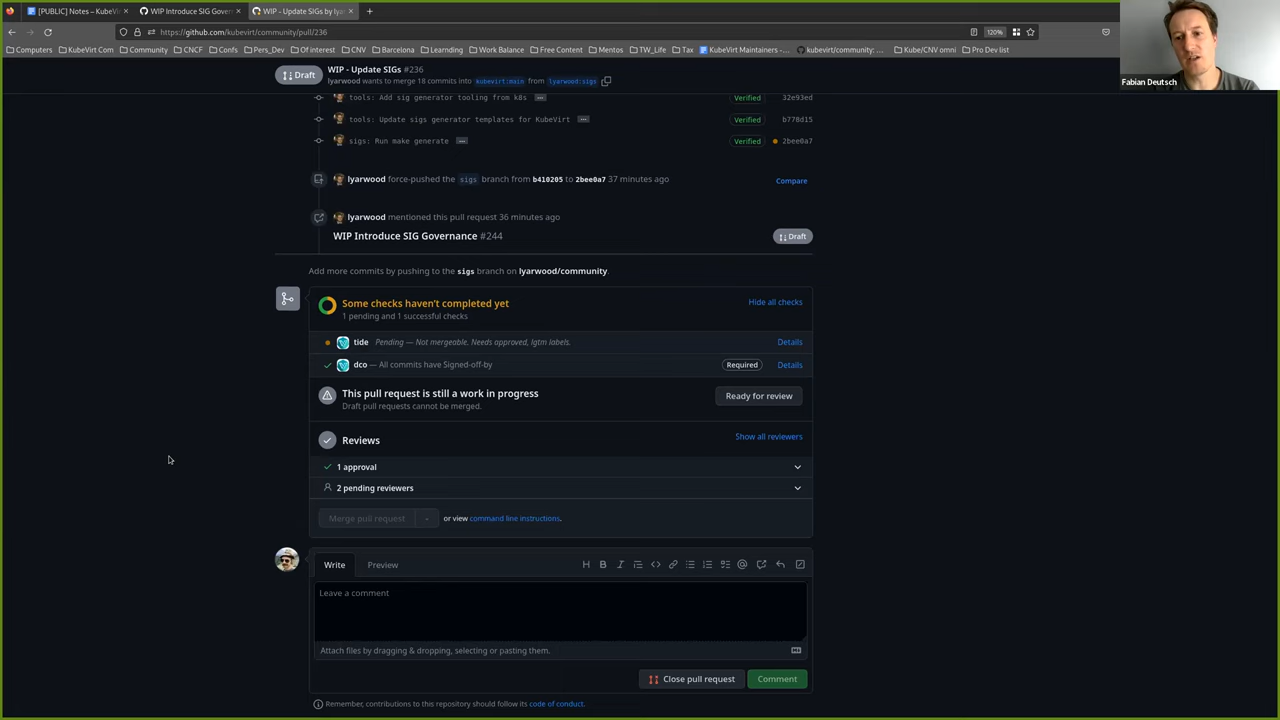 [PUBLIC] Notes – KubeVi
WIP Introduce SIG Gover
WIP - Update SIGs by lya
https://github.com/kubevirt/community/pull/236
120%
Computers
KubeVirt Com
Community
CNCF
Confs
Pers_Dev
Of interest
CNV
Barcelona
Learnding
Work Balance
Free Content
Mentos
TW_Life
Tax
KubeVirt Maintainers -...
kubevirt/community: ...
Kube/CNV omni
Pro Dev list
Fabian Deutsch
Draft
WIP - Update SIGs #236
lyarwood wants to merge 18 commits into kubevirt:main from lyarwood:sigs
tools: Add sig generator tooling from k8s ... Verified 32e93ed
tools: Update sigs generator templates for KubeVirt ... Verified b778d15
sigs: Run make generate ... Verified 2bee0a7
lyarwood force-pushed the sigs branch from b410205 to 2bee0a7 37 minutes ago
Compare
lyarwood mentioned this pull request 36 minutes ago
WIP Introduce SIG Governance #244
Draft
Add more commits by pushing to the sigs branch on lyarwood/community.
Some checks haven't completed yet
Hide all checks
1 pending and 1 successful checks
tide Pending — Not mergeable. Needs approved, lgtm labels.
Details
dco — All commits have Signed-off-by
Required
Details
This pull request is still a work in progress
Draft pull requests cannot be merged.
Ready for review
Reviews
Show all reviewers
1 approval
2 pending reviewers
Merge pull request
or view command line instructions.
Write
Preview
Leave a comment
Attach files by dragging & dropping, selecting or pasting them.
Close pull request
Comment
Remember, contributions to this repository should follow its code of conduct.